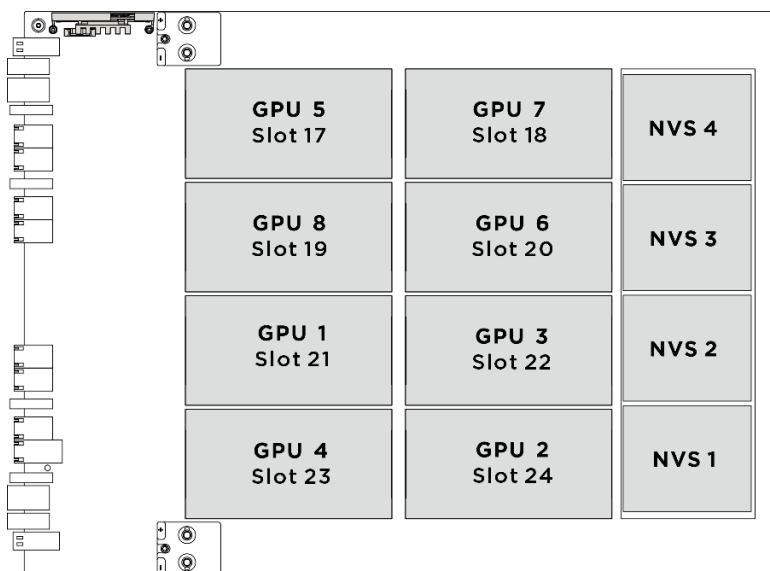 GPU 5
Slot 17
GPU 7
Slot 18
NVS 4
GPU 8
Slot 19
GPU 6
Slot 20
NVS 3
GPU 1
Slot 21
GPU 3
Slot 22
NVS 2
GPU 4
Slot 23
GPU 2
Slot 24
NVS 1